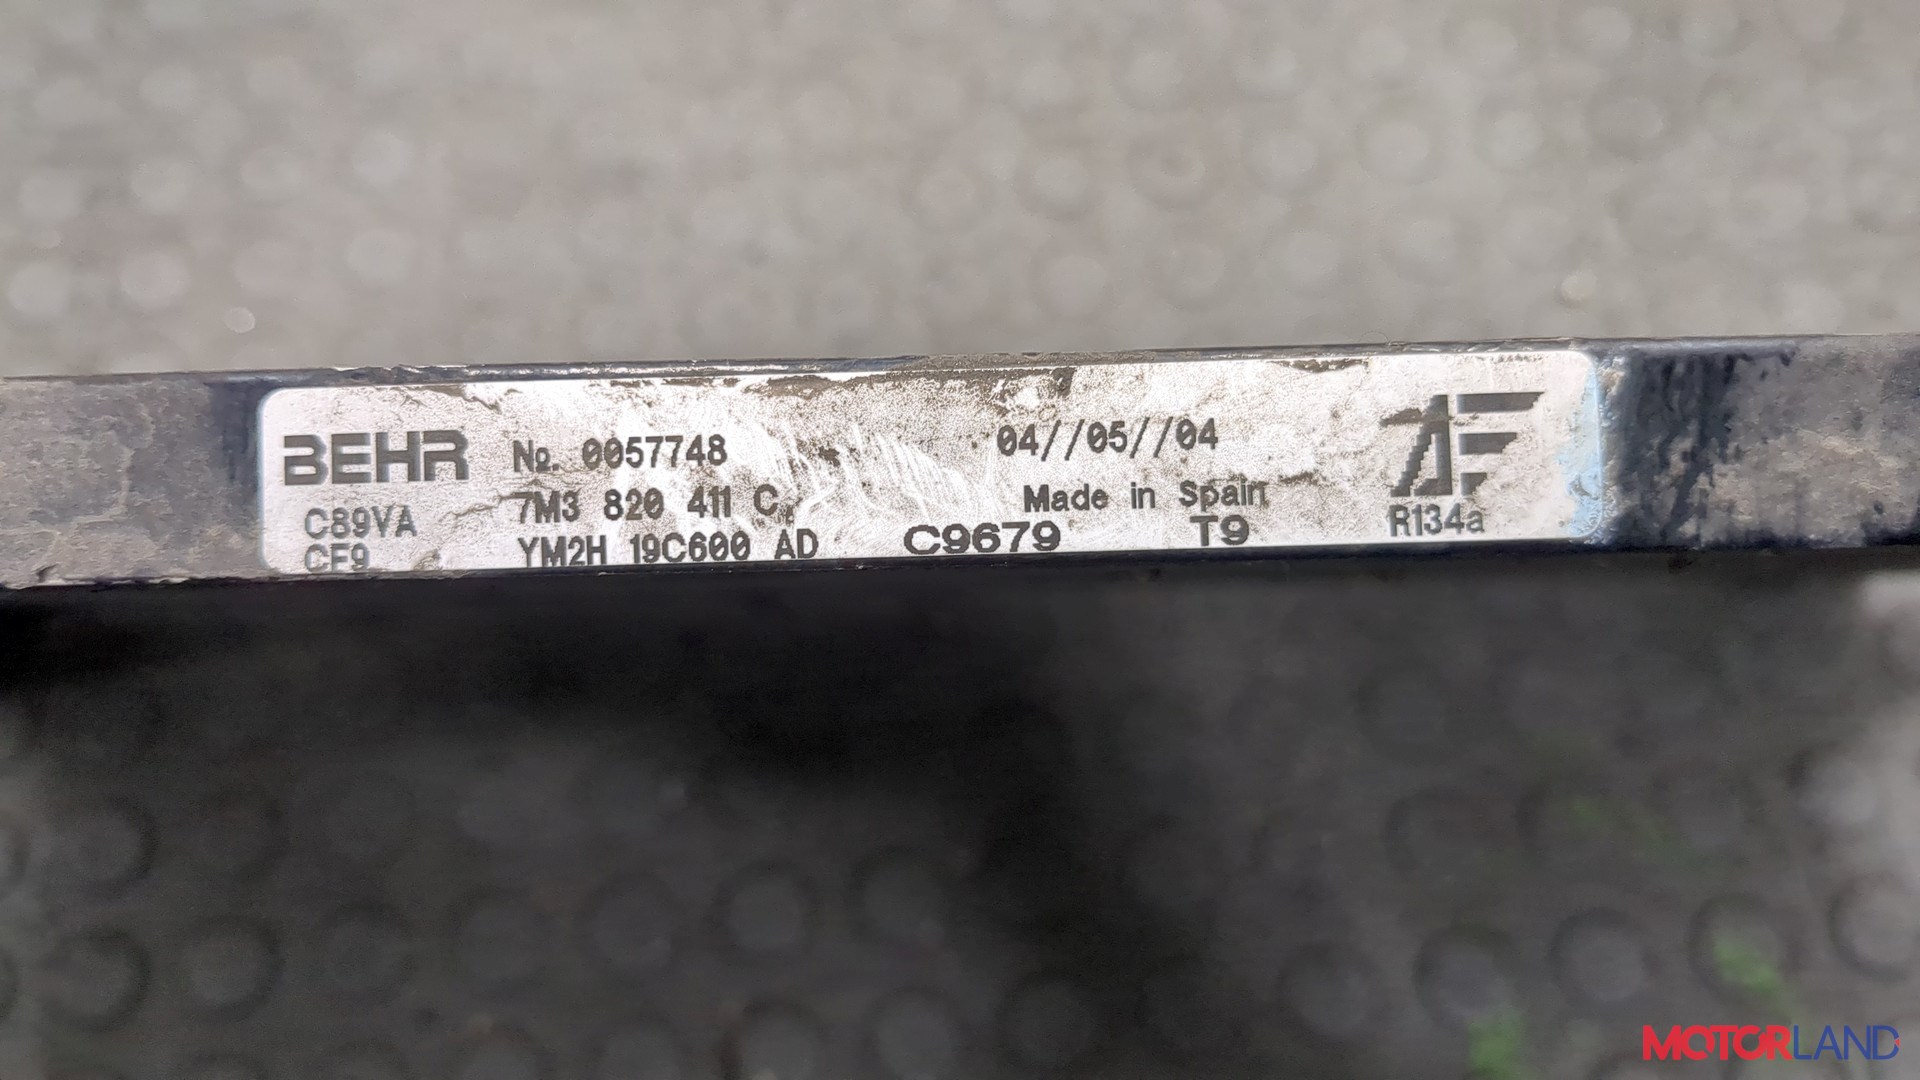 BEHR No. 0057748 04//05//04
7M3 820 411 C Made in Spain
C89VA R134a
CF9 YM2H 19C600 AD C9679 T9
MOTORLAND